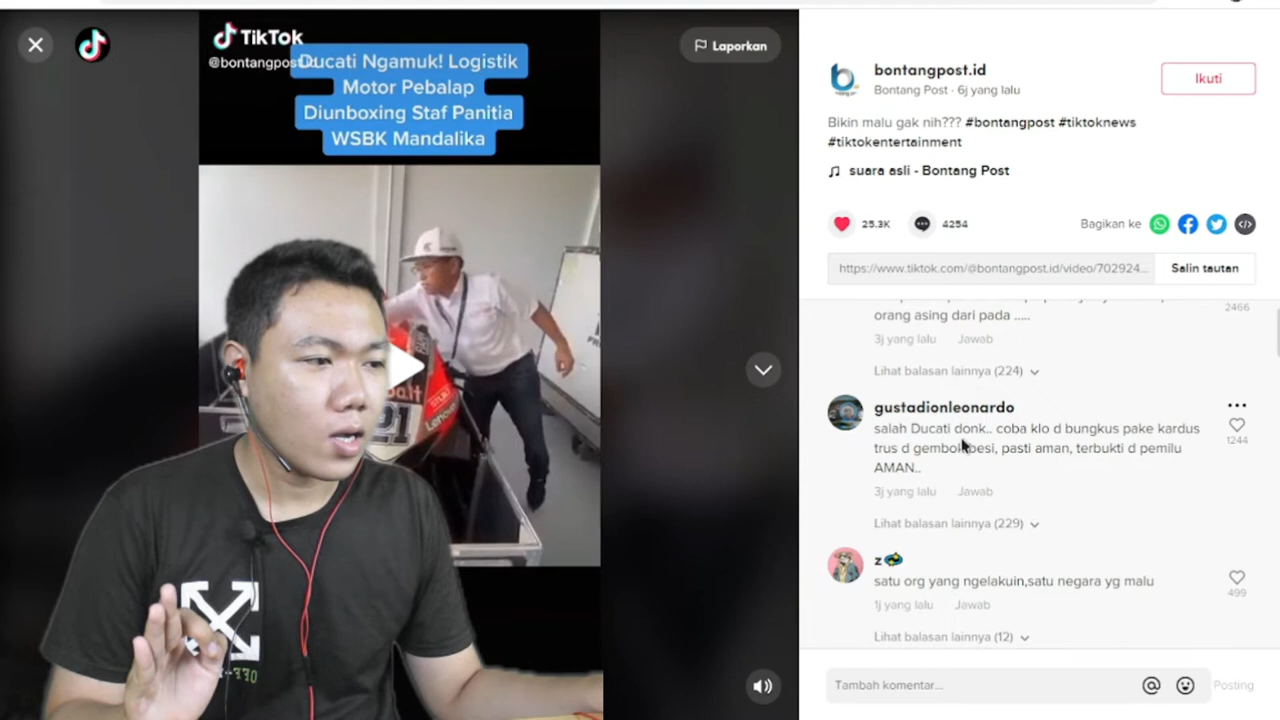 TikTok
@bontangpost.id
Ducati Ngamuk! Logistik
Motor Pebalap
Diunboxing Staf Panitia
WSBK Mandalika
Laporkan
21
Lenovo
bontangpost.id
Bontang Post · 6j yang lalu
Ikuti
Bikin malu gak nih??? #bontangpost #tiktoknews
#tiktokentertainment
suara asli - Bontang Post
25.3K
4254
Bagikan ke
https://www.tiktok.com/@bontangpost.id/video/702924...
Salin tautan
orang asing dari pada .....
2466
3j yang lalu Jawab
Lihat balasan lainnya (224)
gustadionleonardo
salah Ducati donk.. coba klo d bungkus pake kardus
trus d gembok besi, pasti aman, terbukti d pemilu
AMAN..
1244
3j yang lalu Jawab
Lihat balasan lainnya (229)
z
satu org yang ngelakuin,satu negara yg malu
499
1j yang lalu Jawab
Lihat balasan lainnya (12)
Tambah komentar...
Posting